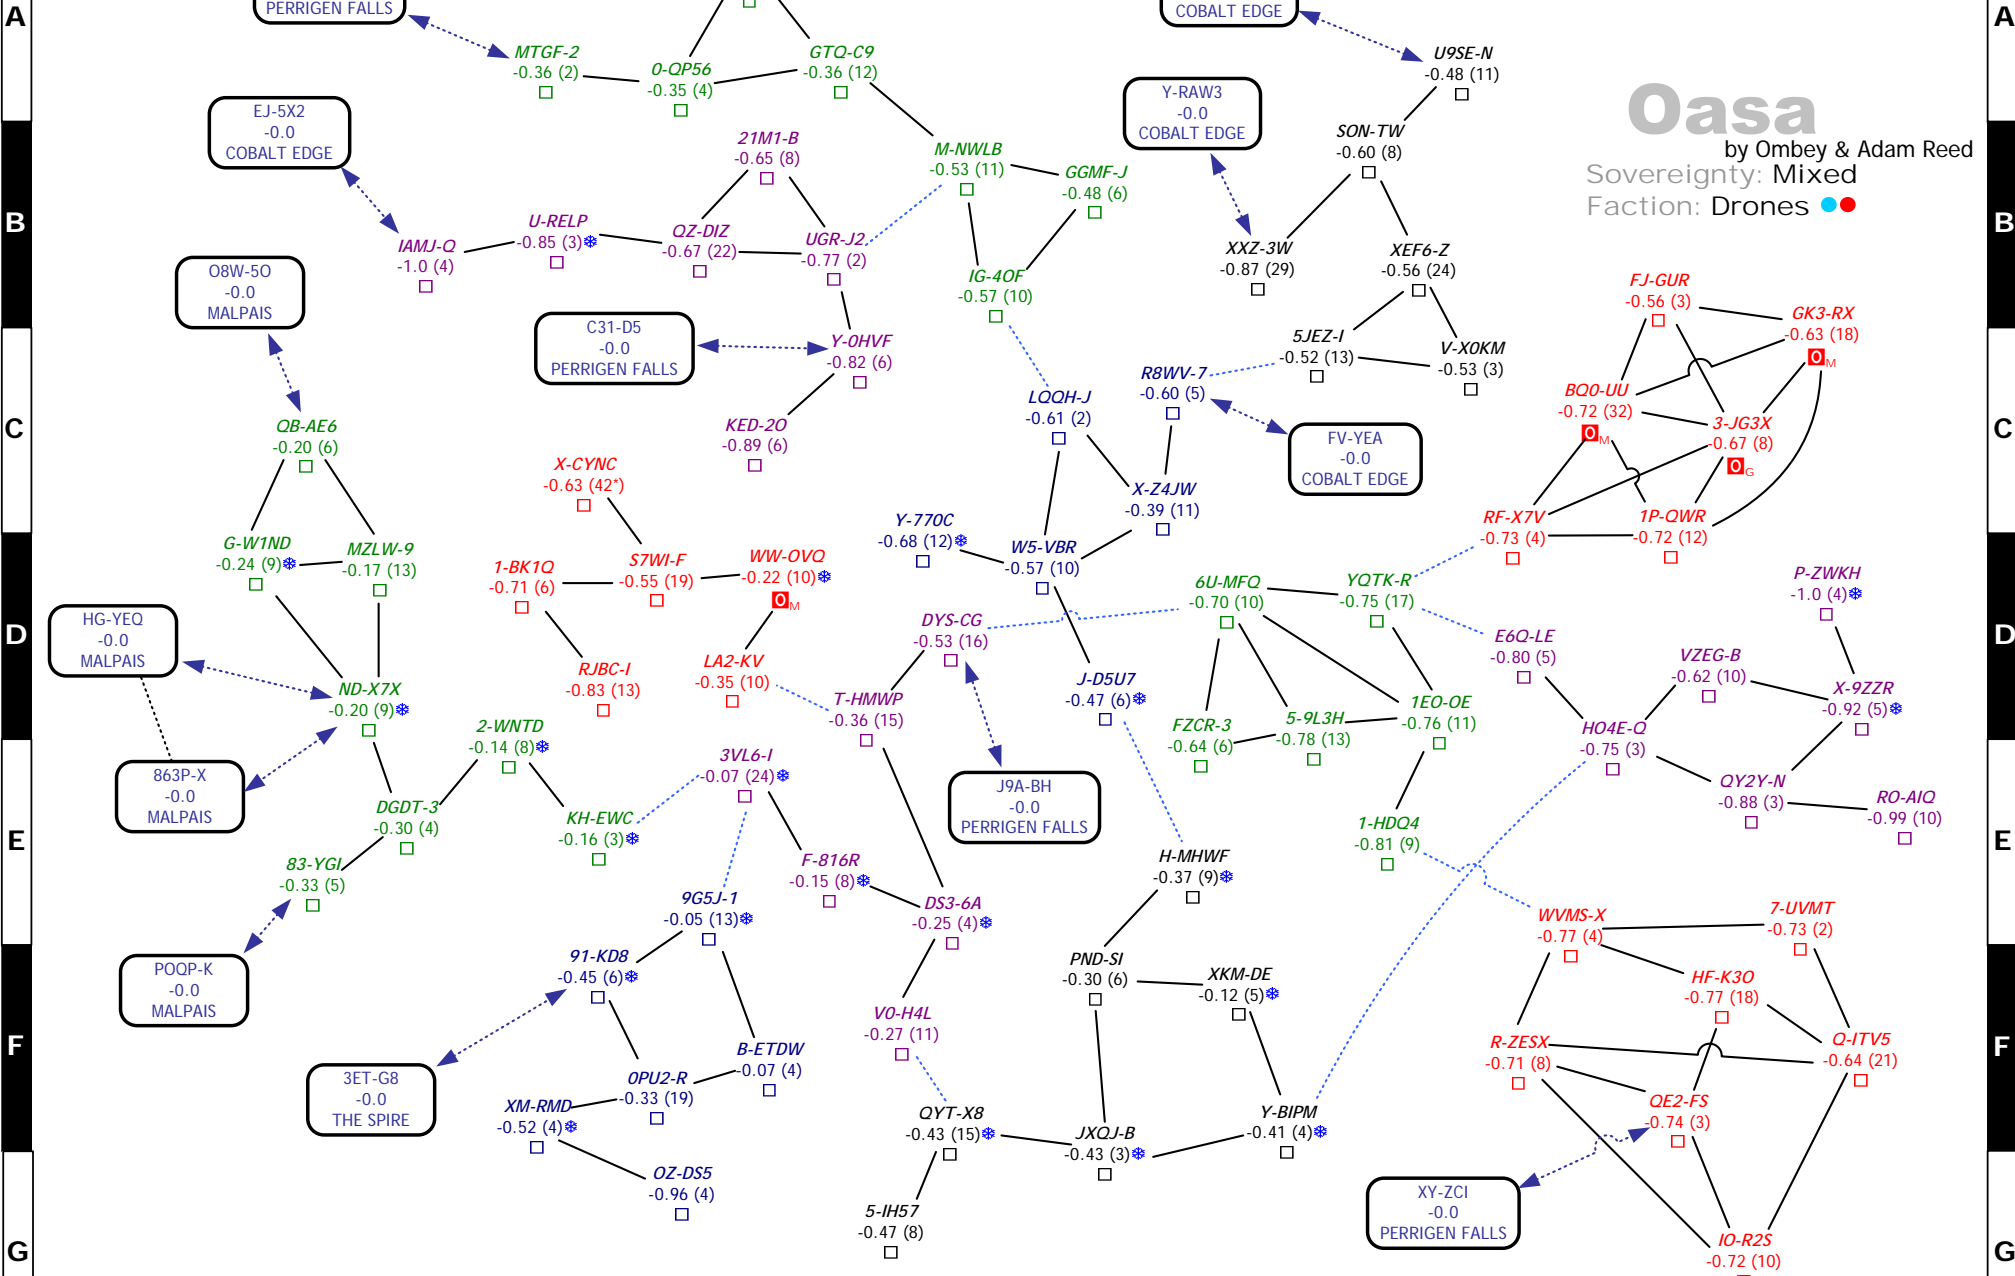 A
A
PERRIGEN FALLS
COBALT EDGE
MTGF-2
-0.36 (2)
0-QP56
-0.35 (4)
GTQ-C9
-0.36 (12)
U9SE-N
-0.48 (11)
Oasa
by Ombey & Adam Reed
Sovereignty: Mixed
Faction: Drones
EJ-5X2
-0.0
COBALT EDGE
Y-RAW3
-0.0
COBALT EDGE
21M1-B
-0.65 (8)
M-NWLB
-0.53 (11)
GGMF-J
-0.48 (6)
SON-TW
-0.60 (8)
B
B
IAMJ-Q
-1.0 (4)
U-RELP
-0.85 (3)
QZ-DIZ
-0.67 (22)
UGR-J2
-0.77 (2)
XXZ-3W
-0.87 (29)
XEF6-Z
-0.56 (24)
O8W-5O
-0.0
MALPAIS
IG-4OF
-0.57 (10)
FJ-GUR
-0.56 (3)
GK3-RX
-0.63 (18)
0M
C31-D5
-0.0
PERRIGEN FALLS
Y-0HVF
-0.82 (6)
5JEZ-I
-0.52 (13)
V-X0KM
-0.53 (3)
R8WV-7
-0.60 (5)
LQQH-J
-0.61 (2)
BQ0-UU
-0.72 (32)
0M
3-JG3X
-0.67 (8)
0G
C
C
QB-AE6
-0.20 (6)
KED-2O
-0.89 (6)
FV-YEA
-0.0
COBALT EDGE
X-CYNC
-0.63 (42*)
X-Z4JW
-0.39 (11)
Y-770C
-0.68 (12)
W5-VBR
-0.57 (10)
RF-X7V
-0.73 (4)
1P-QWR
-0.72 (12)
G-W1ND
-0.24 (9)
MZLW-9
-0.17 (13)
1-BK1Q
-0.71 (6)
S7WI-F
-0.55 (19)
WW-OVQ
-0.22 (10)
0M
6U-MFQ
-0.70 (10)
YQTK-R
-0.75 (17)
P-ZWKH
-1.0 (4)
D
D
HG-YEQ
-0.0
MALPAIS
DYS-CG
-0.53 (16)
E6Q-LE
-0.80 (5)
VZEG-B
-0.62 (10)
X-9ZZR
-0.92 (5)
RJBC-I
-0.83 (13)
LA2-KV
-0.35 (10)
T-HMWP
-0.36 (15)
J-D5U7
-0.47 (6)
ND-X7X
-0.20 (9)
1EO-OE
-0.76 (11)
FZCR-3
-0.64 (6)
5-9L3H
-0.78 (13)
HO4E-Q
-0.75 (3)
2-WNTD
-0.14 (8)
3VL6-I
-0.07 (24)
863P-X
-0.0
MALPAIS
J9A-BH
-0.0
PERRIGEN FALLS
QY2Y-N
-0.88 (3)
RO-AIQ
-0.99 (10)
DGDT-3
-0.30 (4)
KH-EWC
-0.16 (3)
1-HDQ4
-0.81 (9)
E
E
83-YGI
-0.33 (5)
F-816R
-0.15 (8)
H-MHWF
-0.37 (9)
9G5J-1
-0.05 (13)
DS3-6A
-0.25 (4)
WVMS-X
-0.77 (4)
7-UVMT
-0.73 (2)
POQP-K
-0.0
MALPAIS
91-KD8
-0.45 (6)
PND-SI
-0.30 (6)
XKM-DE
-0.12 (5)
HF-K3O
-0.77 (18)
V0-H4L
-0.27 (11)
F
F
R-ZESX
-0.71 (8)
Q-ITV5
-0.64 (21)
3ET-G8
-0.0
THE SPIRE
B-ETDW
-0.07 (4)
0PU2-R
-0.33 (19)
XM-RMD
-0.52 (4)
QYT-X8
-0.43 (15)
JXQJ-B
-0.43 (3)
Y-BIPM
-0.41 (4)
QE2-FS
-0.74 (3)
OZ-DS5
-0.96 (4)
XY-ZCI
-0.0
PERRIGEN FALLS
5-IH57
-0.47 (8)
IO-R2S
-0.72 (10)
G
G